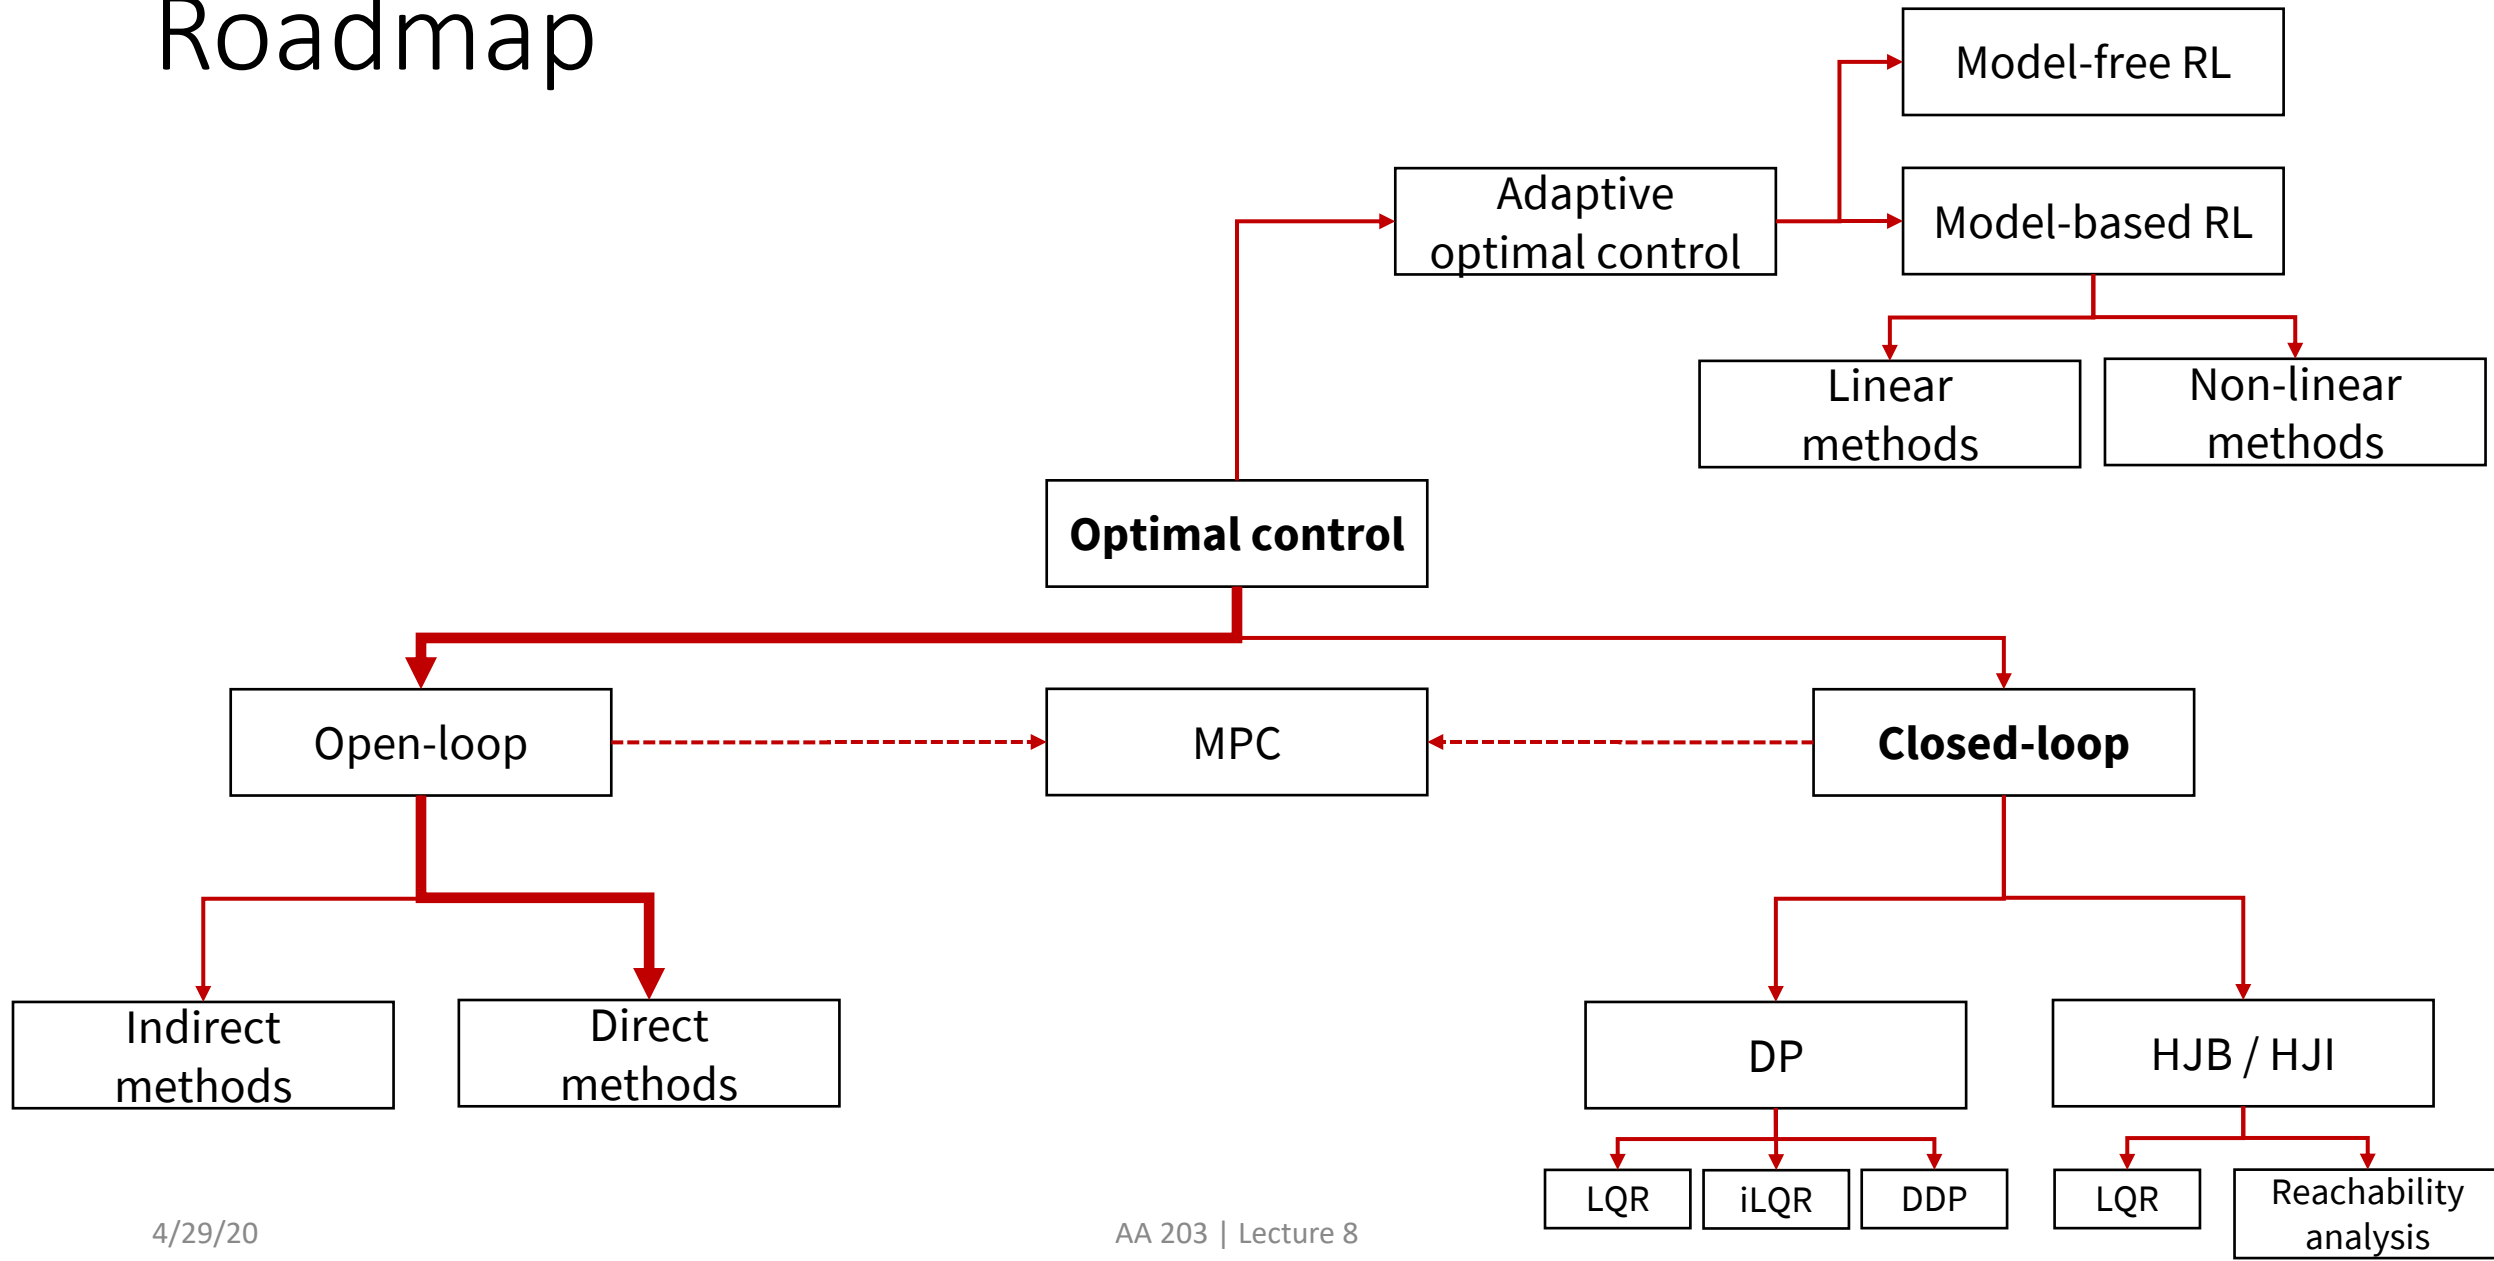 Roadmap
Model-free RL
Adaptive
optimal control
Model-based RL
Linear
methods
Non-linear
methods
Optimal control
Open-loop
MPC
Closed-loop
Indirect
methods
Direct
methods
DP
HJB / HJI
LQR
iLQR
DDP
LQR
Reachability
analysis
4/29/20
AA 203 | Lecture 8